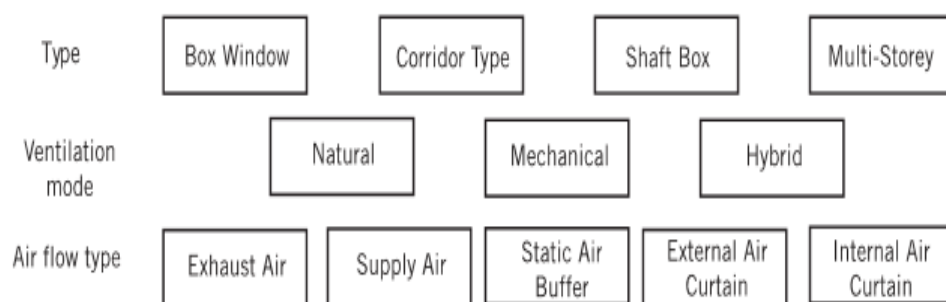 Type
Box Window
Corridor Type
Shaft Box
Multi-Storey
Ventilation
mode
Natural
Mechanical
Hybrid
Air flow type
Exhaust Air
Supply Air
Static Air
Buffer
External Air
Curtain
Internal Air
Curtain